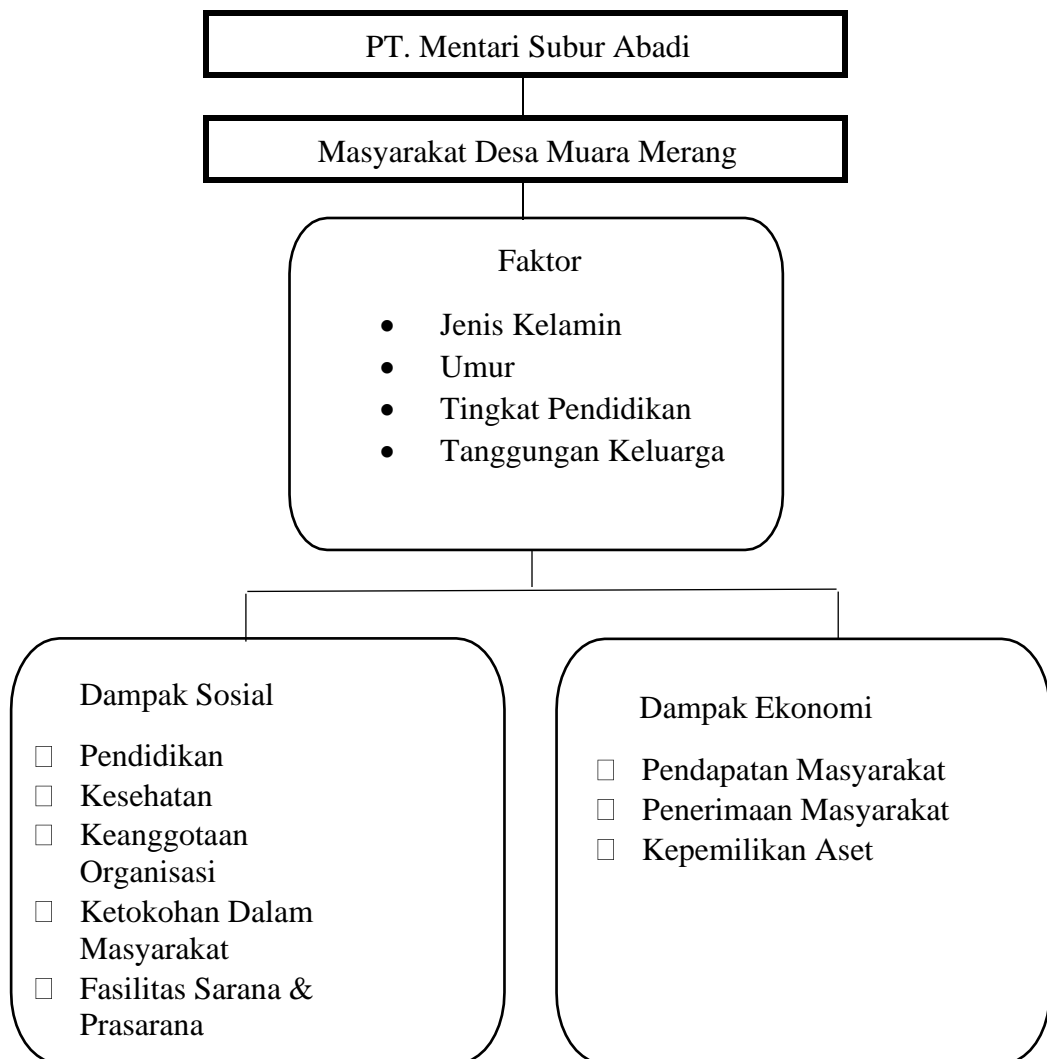 PT. Mentari Subur Abadi
Masyarakat Desa Muara Merang
Faktor
• Jenis Kelamin
• Umur
• Tingkat Pendidikan
• Tanggungan Keluarga
Dampak Sosial
□ Pendidikan
□ Kesehatan
□ Keanggotaan
Organisasi
□ Ketokohan Dalam
Masyarakat
□ Fasilitas Sarana &
Prasarana
Dampak Ekonomi
□ Pendapatan Masyarakat
□ Penerimaan Masyarakat
□ Kepemilikan Aset